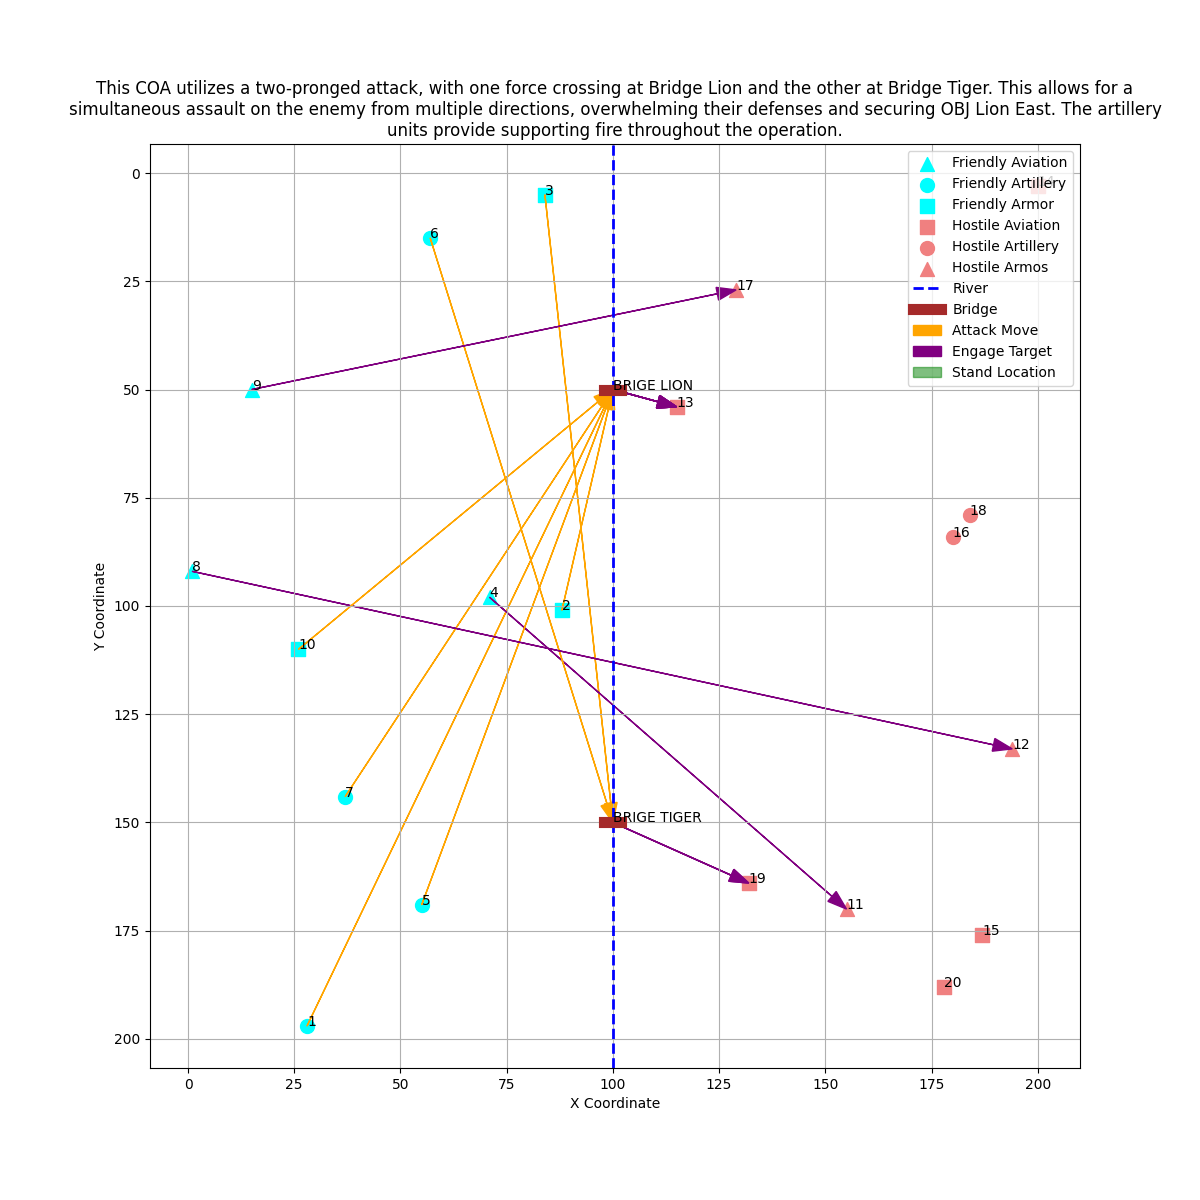 This COA utilizes a two-pronged attack, with one force crossing at Bridge Lion and the other at Bridge Tiger. This allows for a
simultaneous assault on the enemy from multiple directions, overwhelming their defenses and securing OBJ Lion East. The artillery
units provide supporting fire throughout the operation.
Friendly Aviation
Friendly Artillery
Friendly Armor
Hostile Aviation
Hostile Artillery
Hostile Armos
River
Bridge
Attack Move
Engage Target
Stand Location
0
25
50
75
100
125
150
175
200
Y Coordinate
3
6
17
9
BRIGE LION
13
18
16
8
4
2
10
12
7
BRIGE TIGER
19
5
11
15
20
1
0
25
50
75
100
125
150
175
200
X Coordinate